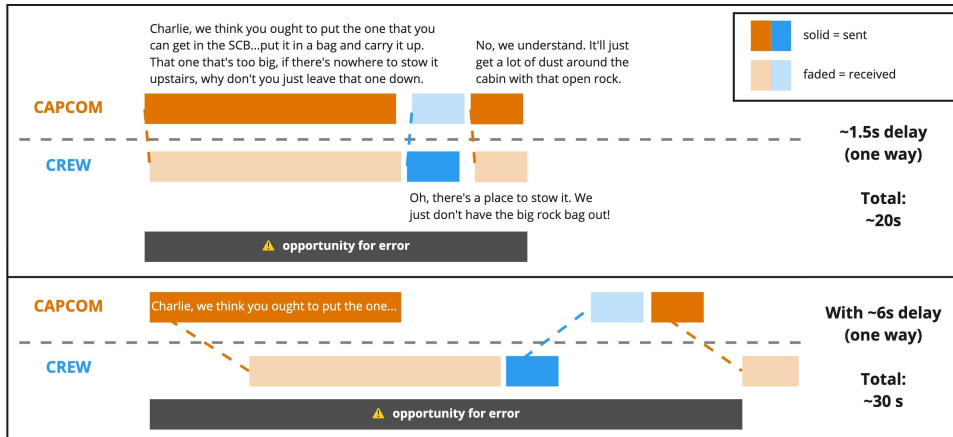 Charlie, we think you ought to put the one that you
can get in the SCB...put it in a bag and carry it up.
That one that's too big, if there's nowhere to stow it
upstairs, why don't you just leave that one down.
No, we understand. It'll just
get a lot of dust around the
cabin with that open rock.
solid = sent
faded = received
CAPCOM
CREW
~1.5s delay
(one way)
Total:
~20s
Oh, there's a place to stow it. We
just don't have the big rock bag out!
opportunity for error
CAPCOM
Charlie, we think you ought to put the one...
CREW
With ~6s delay
(one way)
Total:
~30 s
opportunity for error